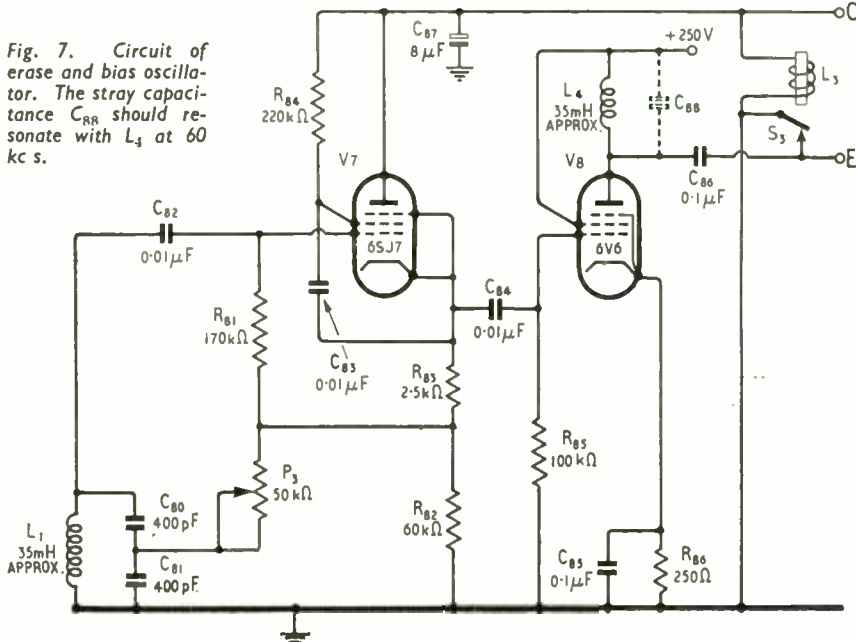 Fig. 7. Circuit of
erase and bias oscilla-
tor. The stray capaci-
tance C88 should re-
sonate with L4 at 60
kc s.
C87
8 μF
O
+250V
R84
220kΩ
L4
35mH
APPROX.
C88
L3
S3
V7
V8
E
C86
0·1μF
C82
0·01μF
6SJ7
6V6
C84
0·01μF
R81
170kΩ
C83
0·01μF
R83
2·5kΩ
R85
100kΩ
P3
50kΩ
C80
400pF
R82
60kΩ
L1
35mH
APPROX.
C81
400pF
C85
0·1μF
R86
250Ω